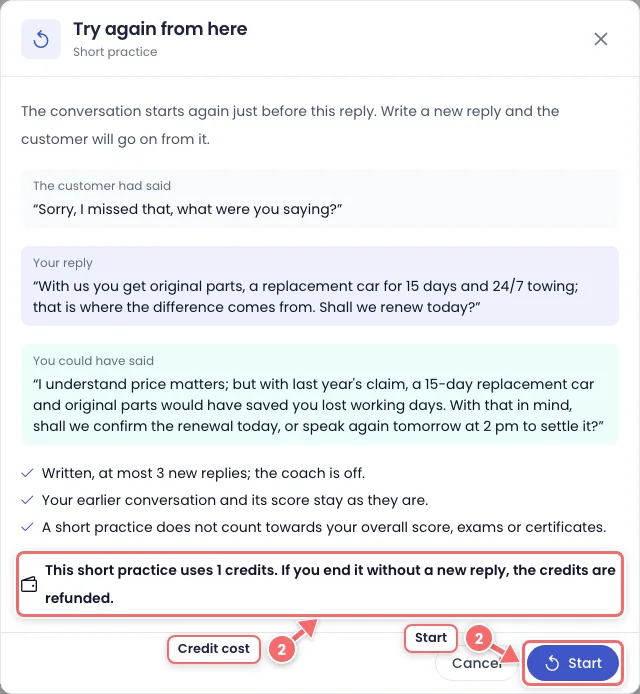 Try again from here
Short practice
The conversation starts again just before this reply. Write a new reply and the
customer will go on from it.
The customer had said
“Sorry, I missed that, what were you saying?”
Your reply
“With us you get original parts, a replacement car for 15 days and 24/7 towing;
that is where the difference comes from. Shall we renew today?”
You could have said
“I understand price matters; but with last year's claim, a 15-day replacement car
and original parts would have saved you lost working days. With that in mind,
shall we confirm the renewal today, or speak again tomorrow at 2 pm to settle it?”
Written, at most 3 new replies; the coach is off.
Your earlier conversation and its score stay as they are.
A short practice does not count towards your overall score, exams or certificates.
This short practice uses 1 credits. If you end it without a new reply, the credits are
refunded.
Credit cost 2
Start 2
Cancel
Start